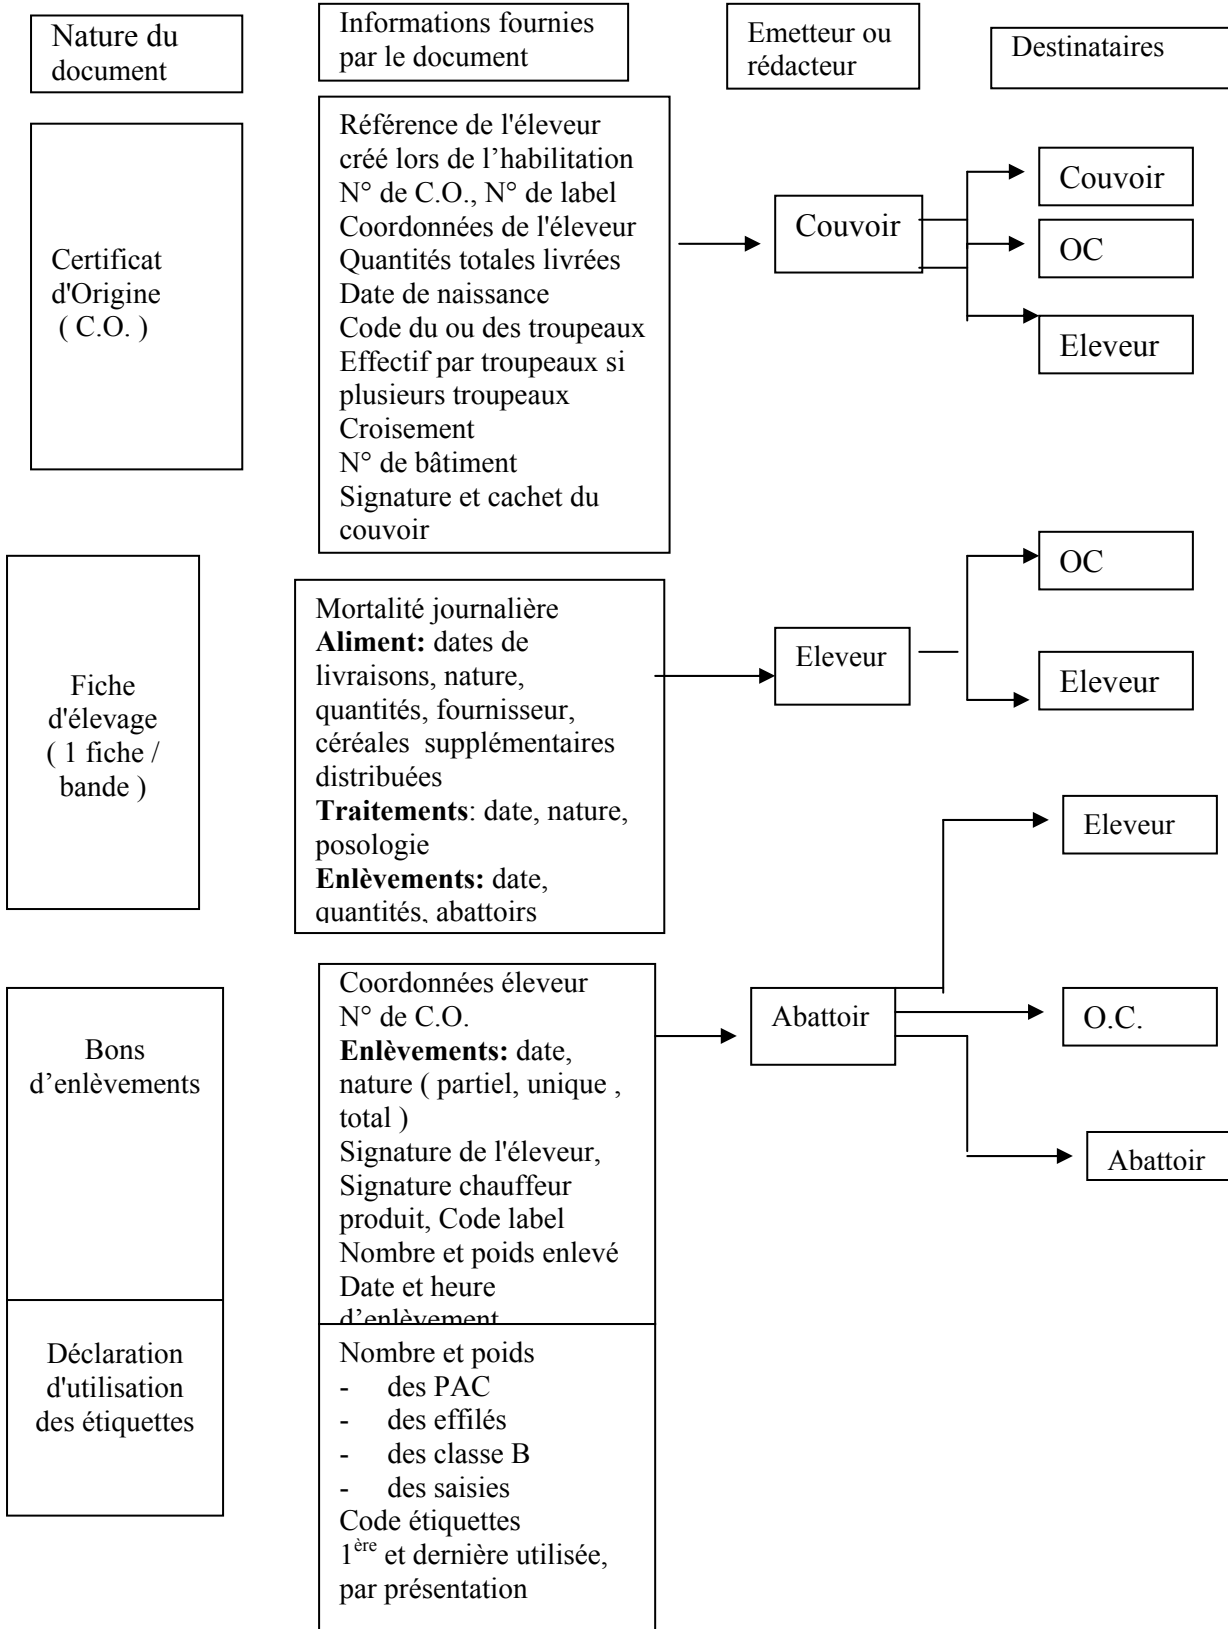 Nature du
document
Informations fournies
par le document
Emetteur ou
rédacteur
Destinataires
Certificat
d'Origine
( C.O. )
Référence de l'éleveur
créé lors de l’habilitation
N° de C.O., N° de label
Coordonnées de l'éleveur
Quantités totales livrées
Date de naissance
Code du ou des troupeaux
Effectif par troupeaux si
plusieurs troupeaux
Croisement
N° de bâtiment
Signature et cachet du
couvoir
Couvoir
Couvoir
OC
Eleveur
Fiche
d'élevage
( 1 fiche /
bande )
Mortalité journalière
Aliment: dates de
livraisons, nature,
quantités, fournisseur,
céréales supplémentaires
distribuées
Traitements: date, nature,
posologie
Enlèvements: date,
quantités, abattoirs
Eleveur
OC
Eleveur
Bons
d’enlèvements
Coordonnées éleveur
N° de C.O.
Enlèvements: date,
nature ( partiel, unique ,
total )
Signature de l'éleveur,
Signature chauffeur
produit, Code label
Nombre et poids enlevé
Date et heure
d’enlèvement
Abattoir
Eleveur
O.C.
Abattoir
Déclaration
d'utilisation
des étiquettes
Nombre et poids
- des PAC
- des effilés
- des classe B
- des saisies
Code étiquettes
1ère et dernière utilisée,
par présentation